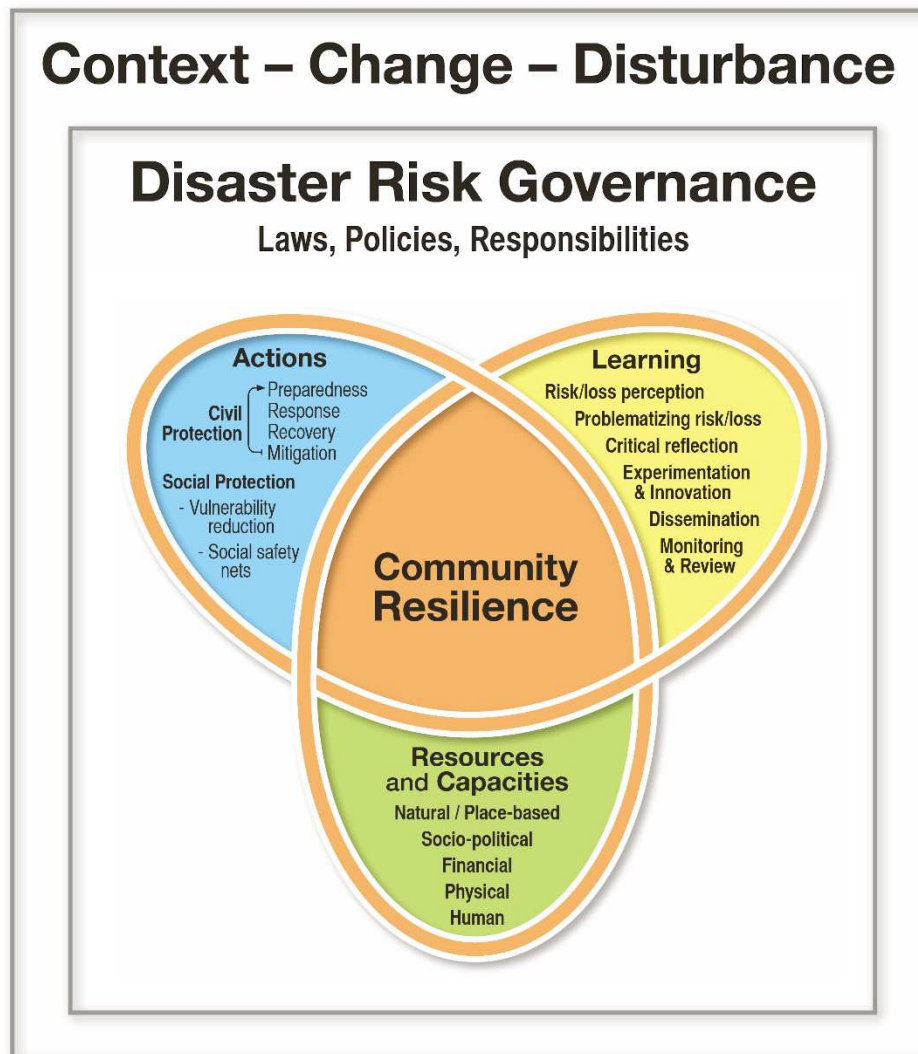 Context – Change – Disturbance
Disaster Risk Governance
Laws, Policies, Responsibilities
Actions
Civil
Protection
Preparedness
Response
Recovery
Mitigation
Social Protection
- Vulnerability
reduction
- Social safety
nets
Learning
Risk/loss perception
Problematizing risk/loss
Critical reflection
Experimentation
& Innovation
Dissemination
Monitoring
& Review
Community
Resilience
Resources
and Capacities
Natural / Place-based
Socio-political
Financial
Physical
Human